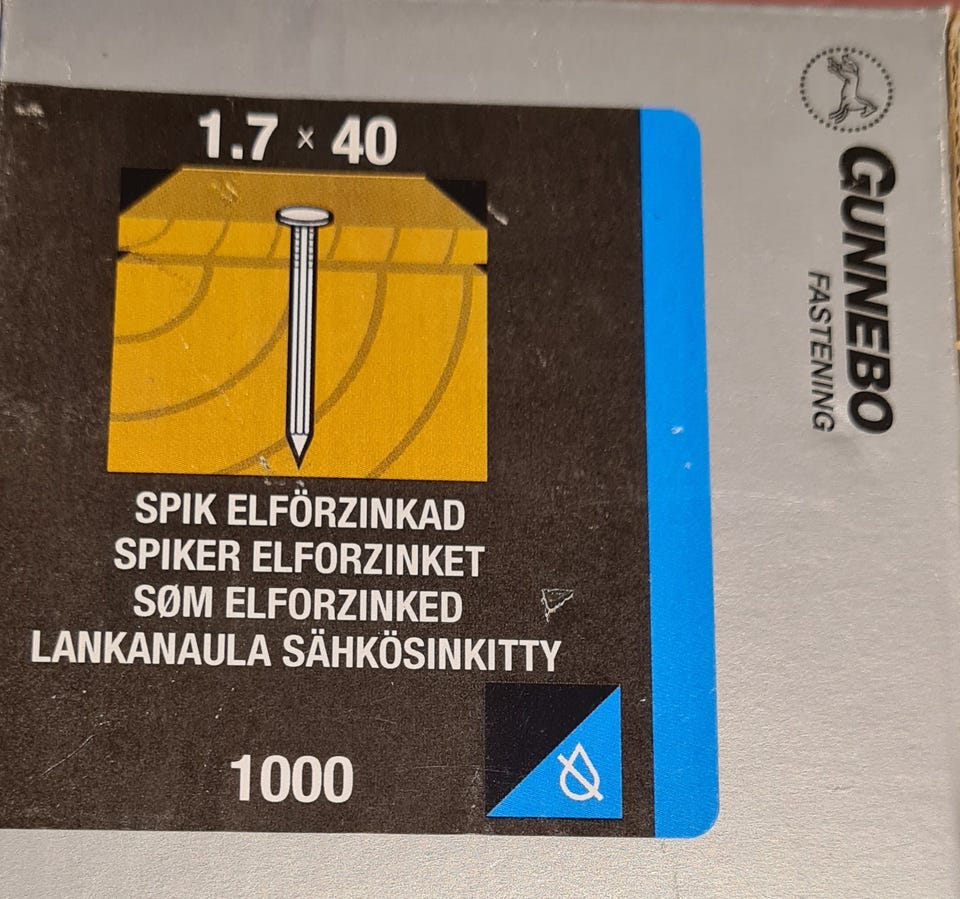 1.7 × 40
SPIK ELFÖRZINKAD
SPIKER ELFORZINKET
SØM ELFORZINKED
LANKANAULA SÄHKÖSINKITTY
1000
GUNNEBO
FASTENING